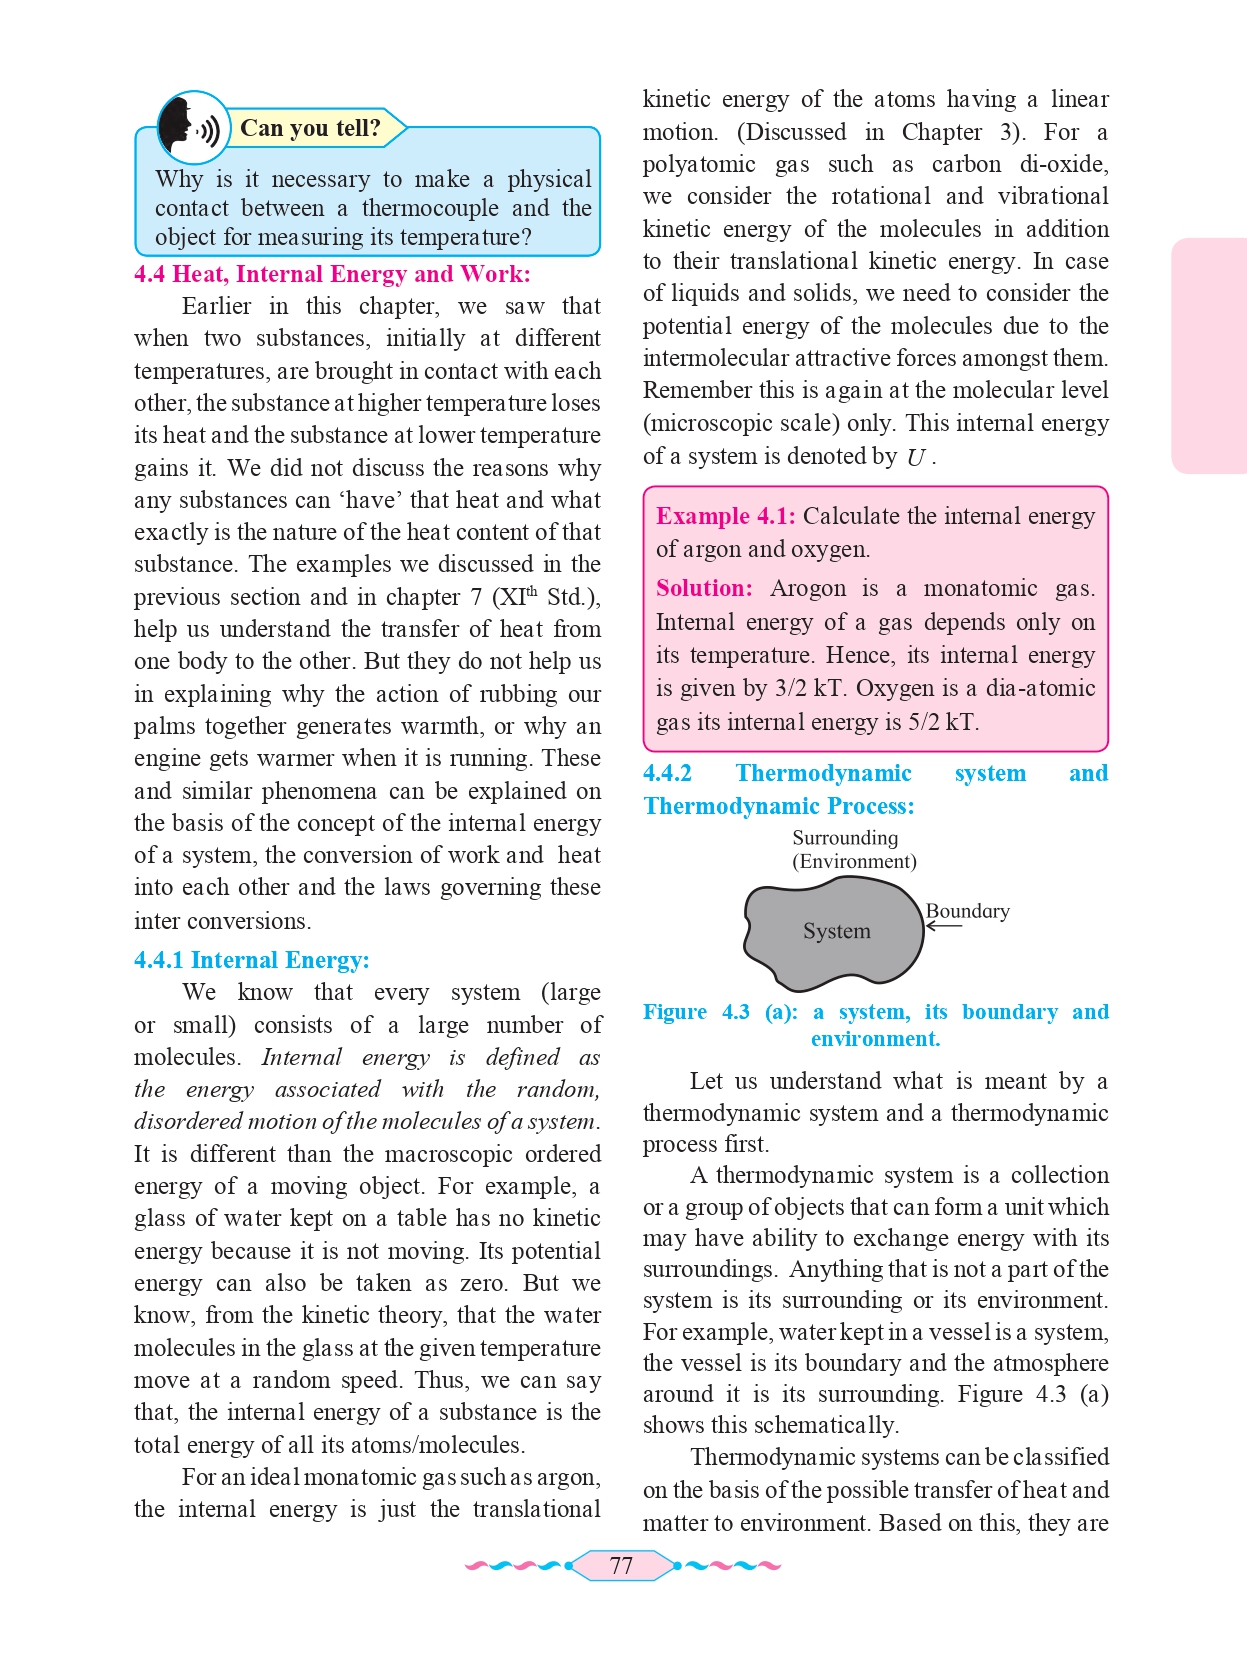 Can you tell?
Why is it necessary to make a physical
contact between a thermocouple and the
object for measuring its temperature?
4.4 Heat, Internal Energy and Work:
Earlier in this chapter, we saw that
when two substances, initially at different
temperatures, are brought in contact with each
other, the substance at higher temperature loses
its heat and the substance at lower temperature
gains it. We did not discuss the reasons why
any substances can ‘have’ that heat and what
exactly is the nature of the heat content of that
substance. The examples we discussed in the
previous section and in chapter 7 (XIth Std.),
help us understand the transfer of heat from
one body to the other. But they do not help us
in explaining why the action of rubbing our
palms together generates warmth, or why an
engine gets warmer when it is running. These
and similar phenomena can be explained on
the basis of the concept of the internal energy
of a system, the conversion of work and heat
into each other and the laws governing these
inter conversions.
4.4.1 Internal Energy:
We know that every system (large
or small) consists of a large number of
molecules. Internal energy is defined as
the energy associated with the random,
disordered motion of the molecules of a system.
It is different than the macroscopic ordered
energy of a moving object. For example, a
glass of water kept on a table has no kinetic
energy because it is not moving. Its potential
energy can also be taken as zero. But we
know, from the kinetic theory, that the water
molecules in the glass at the given temperature
move at a random speed. Thus, we can say
that, the internal energy of a substance is the
total energy of all its atoms/molecules.
For an ideal monatomic gas such as argon,
the internal energy is just the translational
kinetic energy of the atoms having a linear
motion. (Discussed in Chapter 3). For a
polyatomic gas such as carbon di-oxide,
we consider the rotational and vibrational
kinetic energy of the molecules in addition
to their translational kinetic energy. In case
of liquids and solids, we need to consider the
potential energy of the molecules due to the
intermolecular attractive forces amongst them.
Remember this is again at the molecular level
(microscopic scale) only. This internal energy
of a system is denoted by U .
Example 4.1: Calculate the internal energy
of argon and oxygen.
Solution: Arogon is a monatomic gas.
Internal energy of a gas depends only on
its temperature. Hence, its internal energy
is given by 3/2 kT. Oxygen is a dia-atomic
gas its internal energy is 5/2 kT.
4.4.2 Thermodynamic system and
Thermodynamic Process:
Surrounding
(Environment)
Boundary
System
Figure 4.3 (a): a system, its boundary and
environment.
Let us understand what is meant by a
thermodynamic system and a thermodynamic
process first.
A thermodynamic system is a collection
or a group of objects that can form a unit which
may have ability to exchange energy with its
surroundings. Anything that is not a part of the
system is its surrounding or its environment.
For example, water kept in a vessel is a system,
the vessel is its boundary and the atmosphere
around it is its surrounding. Figure 4.3 (a)
shows this schematically.
Thermodynamic systems can be classified
on the basis of the possible transfer of heat and
matter to environment. Based on this, they are
77